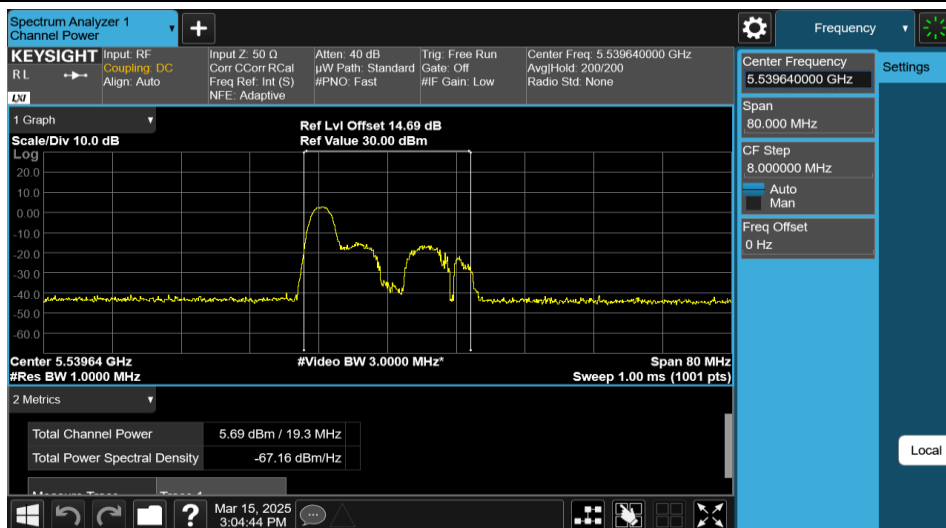 Spectrum Analyzer 1
Channel Power
+
Frequency
KEYSIGHT
RL
LXI
Input: RF
Coupling: DC
Align: Auto
Input Z: 50 Ω
Corr CCorr RCal
Freq Ref: Int (S)
NFE: Adaptive
Atten: 40 dB
µW Path: Standard
#PNO: Fast
Trig: Free Run
Gate: Off
#IF Gain: Low
Center Freq: 5.539640000 GHz
Avg|Hold: 200/200
Radio Std: None
Center Frequency
5.539640000 GHz
Settings
Span
80.000 MHz
CF Step
8.000000 MHz
Auto
Man
Freq Offset
0 Hz
Local
1 Graph
Scale/Div 10.0 dB
Ref Lvl Offset 14.69 dB
Ref Value 30.00 dBm
Log
20.0
10.0
0.00
-10.0
-20.0
-30.0
-40.0
-50.0
-60.0
Center 5.53964 GHz
#Video BW 3.0000 MHz*
Span 80 MHz
#Res BW 1.0000 MHz
Sweep 1.00 ms (1001 pts)
2 Metrics
Total Channel Power 5.69 dBm / 19.3 MHz
Total Power Spectral Density -67.16 dBm/Hz
?
Mar 15, 2025
3:04:44 PM